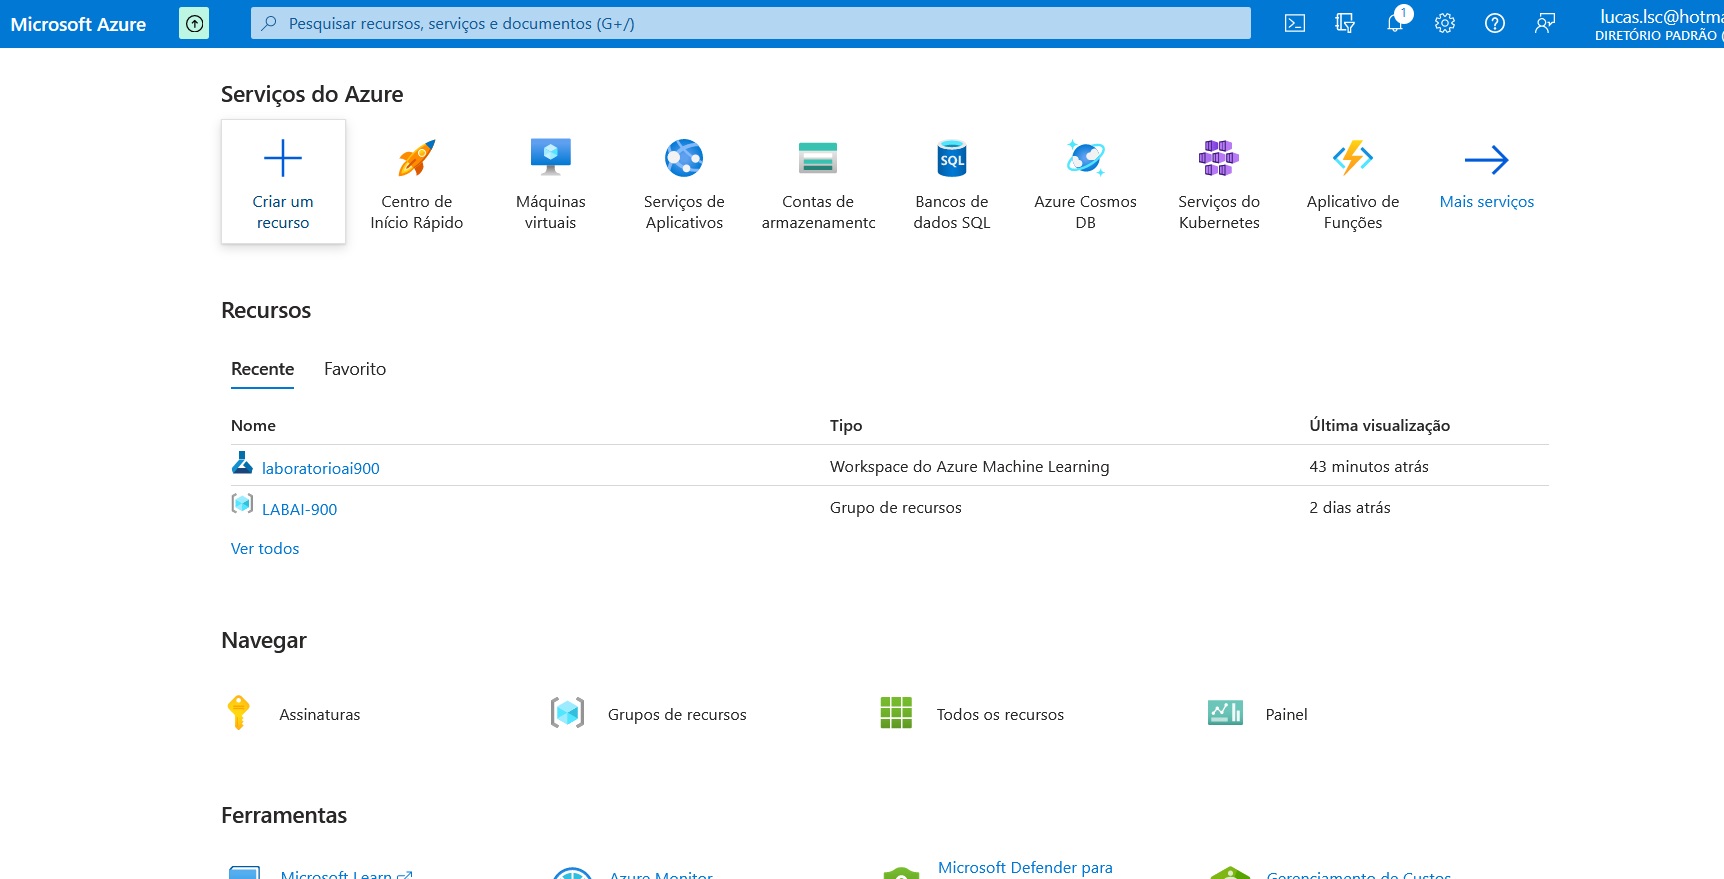 Microsoft Azure
Pesquisar recursos, serviços e documentos (G+/)
1
lucas.lsc@hotma
DIRETÓRIO PADRÃO (
Serviços do Azure
Criar um
recurso
Centro de
Início Rápido
Máquinas
virtuais
Serviços de
Aplicativos
Contas de
armazenamento
SQL
Bancos de
dados SQL
Azure Cosmos
DB
Serviços do
Kubernetes
Aplicativo de
Funções
Mais serviços
Recursos
Recente Favorito
Nome Tipo Última visualização
laboratorioai900 Workspace do Azure Machine Learning 43 minutos atrás
LABAI-900 Grupo de recursos 2 dias atrás
Ver todos
Navegar
Assinaturas Grupos de recursos Todos os recursos Painel
Ferramentas
Microsoft Learn Azure Monitor Microsoft Defender para Gerenciamento de Custos